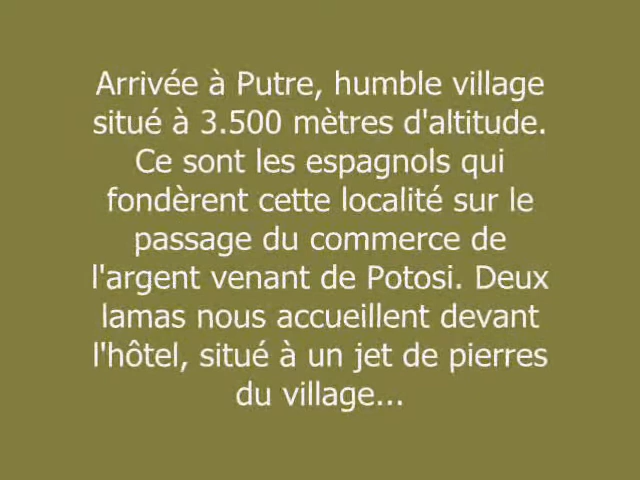 Arrivée à Putre, humble village
situé à 3.500 mètres d'altitude.
Ce sont les espagnols qui
fondèrent cette localité sur le
passage du commerce de
l'argent venant de Potosi. Deux
lamas nous accueillent devant
l'hôtel, situé à un jet de pierres
du village...